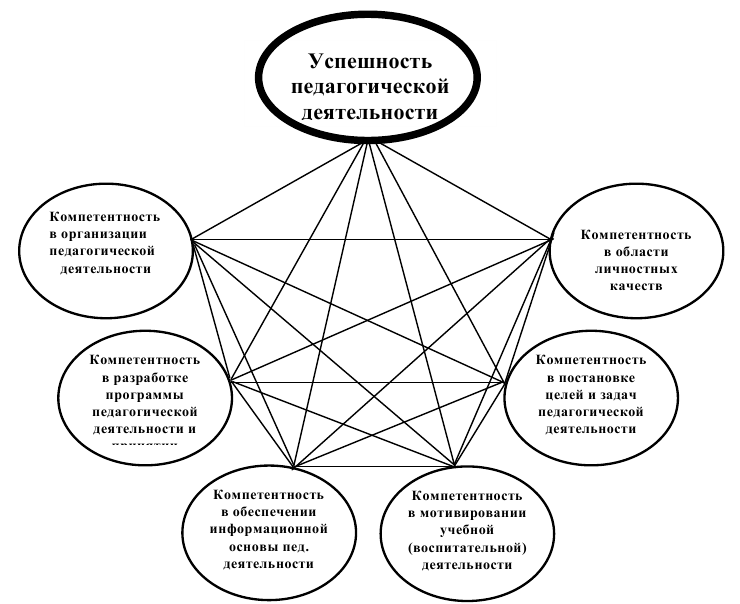 Успешность
педагогической
деятельности
Компетентность
в организации
педагогической
деятельности
Компетентность
в области
личностных
качеств
Компетентность
в разработке
программы
педагогической
деятельности и
Компетентность
в постановке
целей и задач
педагогической
деятельности
Компетентность
в обеспечении
информационной
основы пед.
деятельности
Компетентность
в мотивировании
учебной
(воспитательной)
деятельности